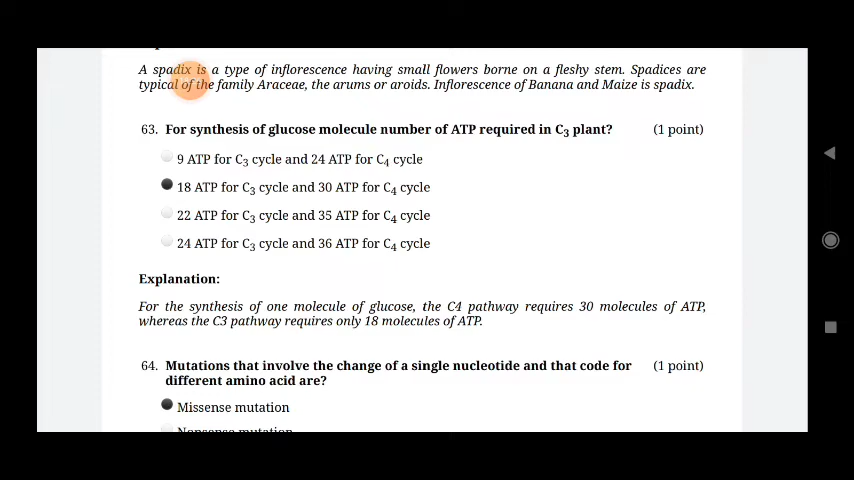 A spadix is a type of inflorescence having small flowers borne on a fleshy stem. Spadices are
typical of the family Araceae, the arums or aroids. Inflorescence of Banana and Maize is spadix.
63. For synthesis of glucose molecule number of ATP required in C₃ plant? (1 point)
9 ATP for C₃ cycle and 24 ATP for C₄ cycle
18 ATP for C₃ cycle and 30 ATP for C₄ cycle
22 ATP for C₃ cycle and 35 ATP for C₄ cycle
24 ATP for C₃ cycle and 36 ATP for C₄ cycle
Explanation:
For the synthesis of one molecule of glucose, the C4 pathway requires 30 molecules of ATP,
whereas the C3 pathway requires only 18 molecules of ATP.
64. Mutations that involve the change of a single nucleotide and that code for (1 point)
different amino acid are?
Missense mutation
Nonsense mutation